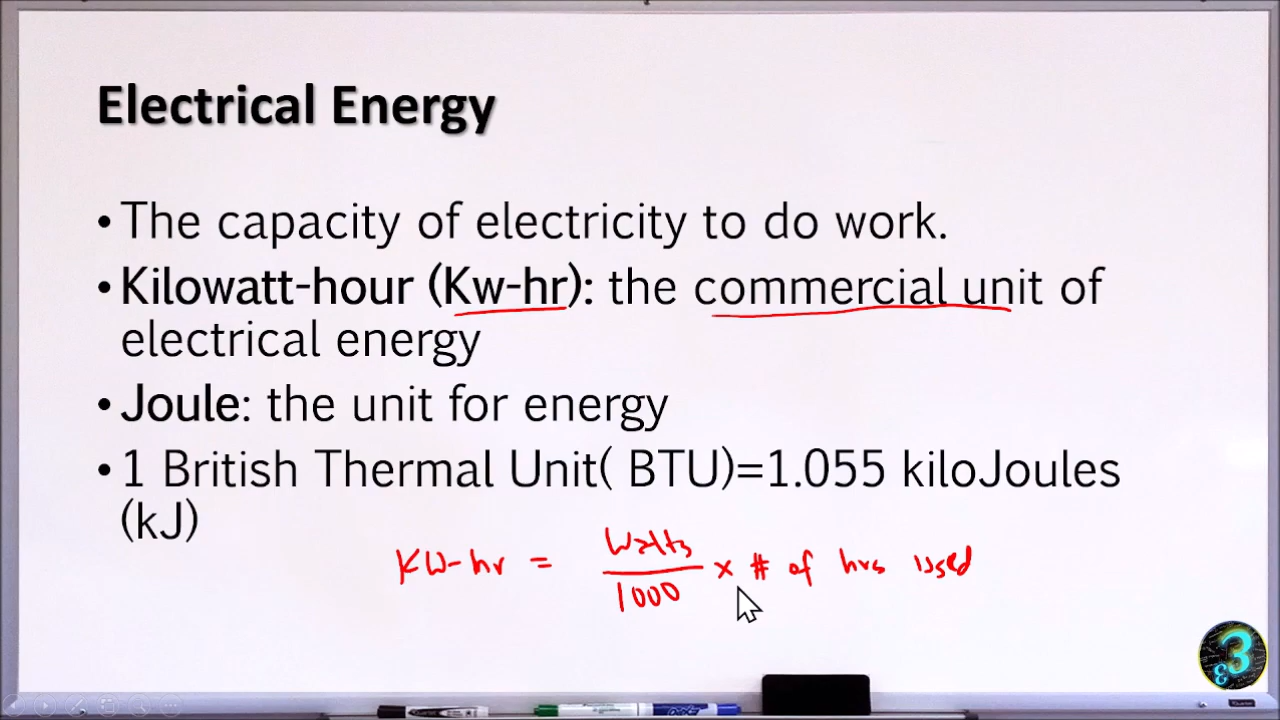 Electrical Energy
• The capacity of electricity to do work.
• Kilowatt-hour (Kw-hr): the commercial unit of
electrical energy
• Joule: the unit for energy
• 1 British Thermal Unit( BTU)=1.055 kiloJoules
(kJ)
KW-hr = Watts / 1000 x # of hrs used
ε3